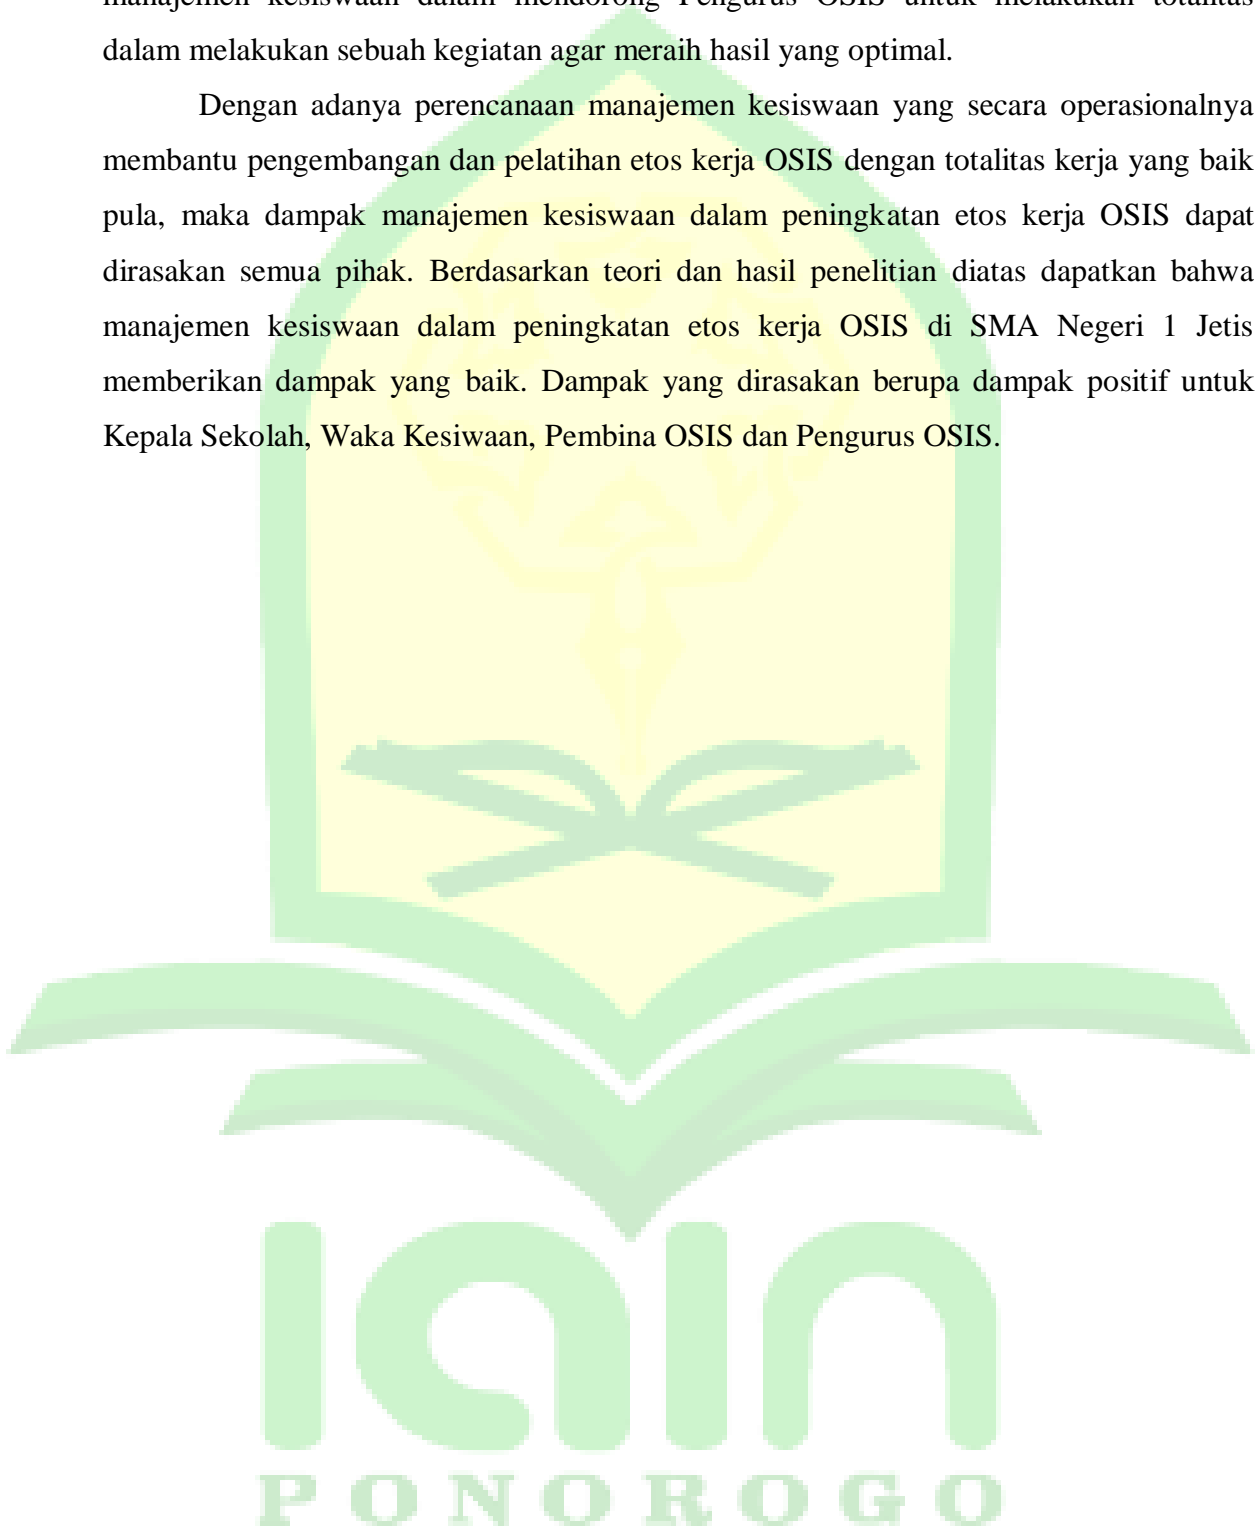 manajemen kesiswaan dalam mendorong Pengurus OSIS untuk melakukan totalitas
dalam melakukan sebuah kegiatan agar meraih hasil yang optimal.
Dengan adanya perencanaan manajemen kesiswaan yang secara operasionalnya
membantu pengembangan dan pelatihan etos kerja OSIS dengan totalitas kerja yang baik
pula, maka dampak manajemen kesiswaan dalam peningkatan etos kerja OSIS dapat
dirasakan semua pihak. Berdasarkan teori dan hasil penelitian diatas dapatkan bahwa
manajemen kesiswaan dalam peningkatan etos kerja OSIS di SMA Negeri 1 Jetis
memberikan dampak yang baik. Dampak yang dirasakan berupa dampak positif untuk
Kepala Sekolah, Waka Kesiwaan, Pembina OSIS dan Pengurus OSIS.
iain
PONOROGO